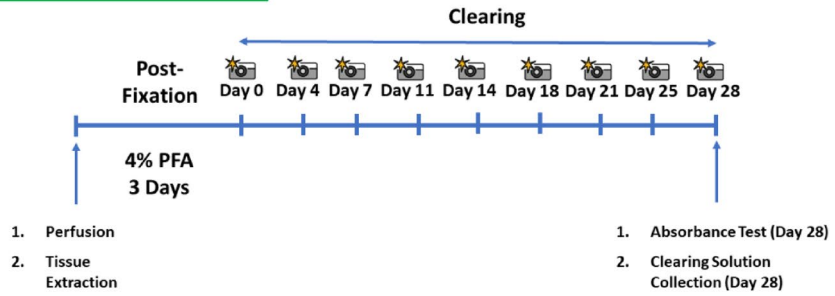 Clearing
Post-
Fixation
Day 0 Day 4 Day 7 Day 11 Day 14 Day 18 Day 21 Day 25 Day 28
4% PFA
3 Days
1. Perfusion
2. Tissue
Extraction
1. Absorbance Test (Day 28)
2. Clearing Solution
Collection (Day 28)